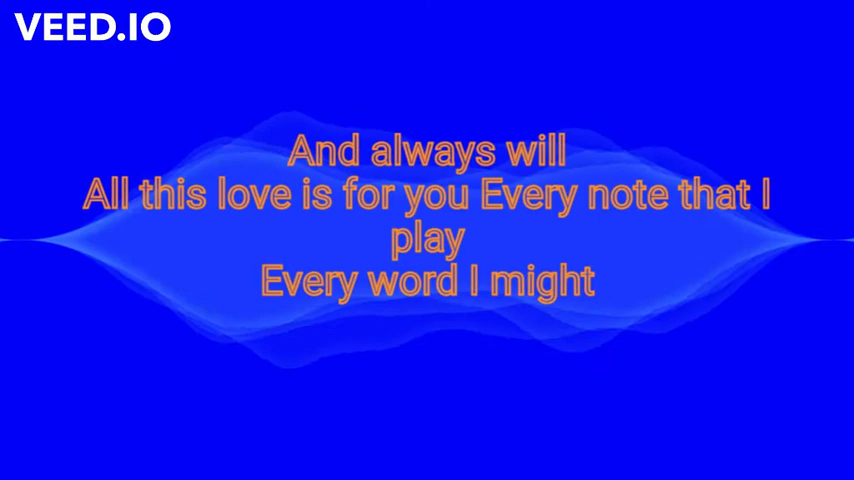 VEED.IO
And always will
All this love is for you Every note that I
play
Every word I might